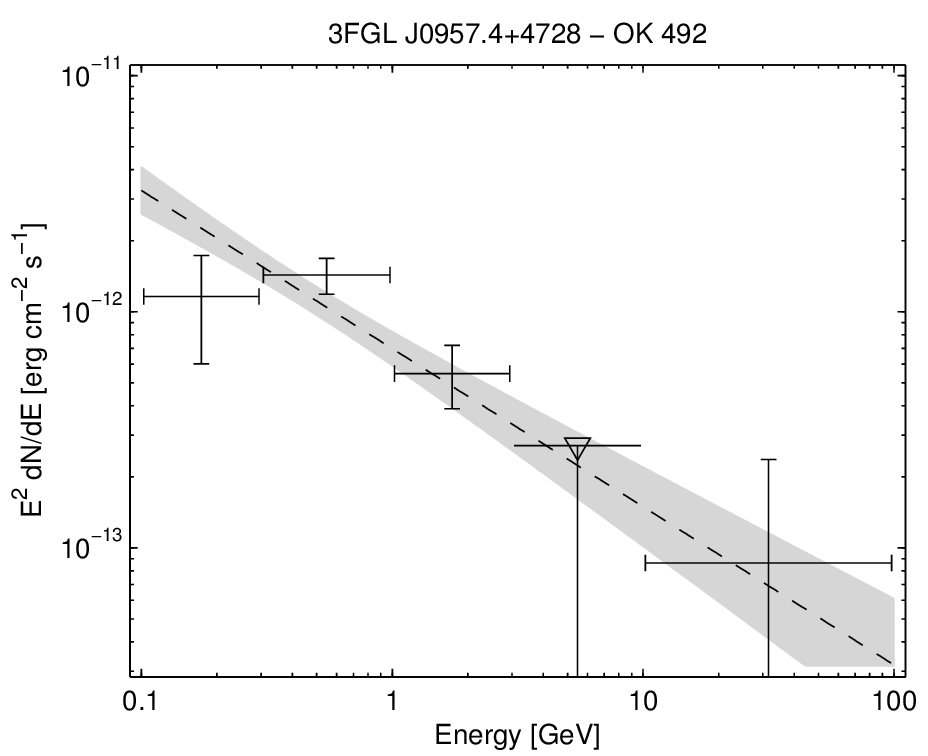 3FGL J0957.4+4728 − OK 492
10⁻¹¹
10⁻¹²
10⁻¹³
E² dN/dE [erg cm⁻² s⁻¹]
0.1 1 10 100
Energy [GeV]